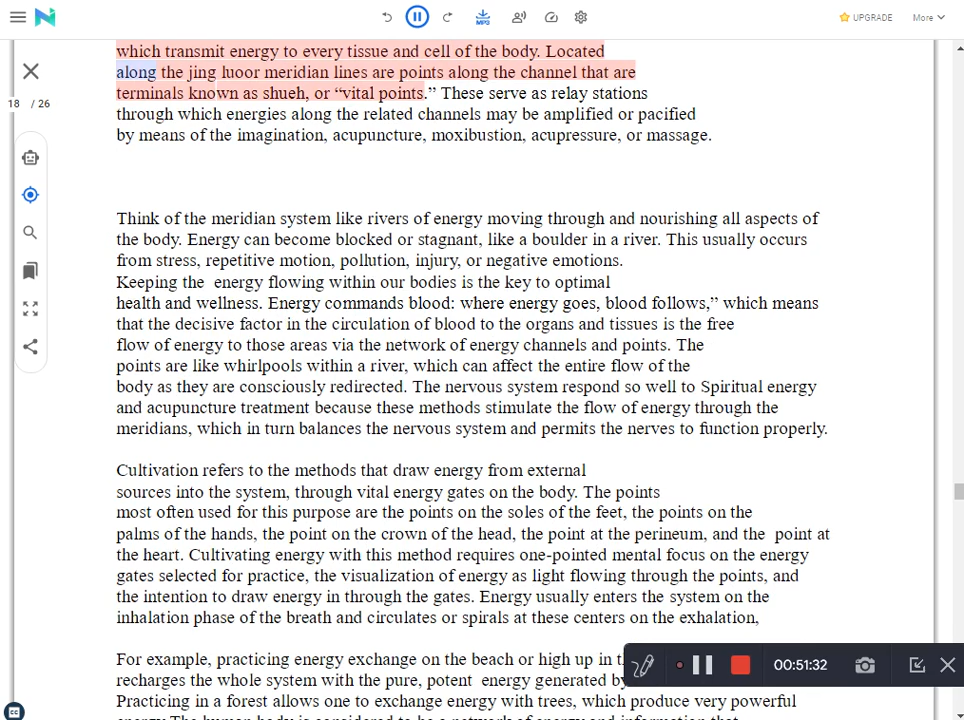 MP3
UPGRADE
More
18 / 26
which transmit energy to every tissue and cell of the body. Located
along the jing luoor meridian lines are points along the channel that are
terminals known as shueh, or “vital points.” These serve as relay stations
through which energies along the related channels may be amplified or pacified
by means of the imagination, acupuncture, moxibustion, acupressure, or massage.
Think of the meridian system like rivers of energy moving through and nourishing all aspects of
the body. Energy can become blocked or stagnant, like a boulder in a river. This usually occurs
from stress, repetitive motion, pollution, injury, or negative emotions.
Keeping the  energy flowing within our bodies is the key to optimal
health and wellness. Energy commands blood: where energy goes, blood follows,” which means
that the decisive factor in the circulation of blood to the organs and tissues is the free
flow of energy to those areas via the network of energy channels and points. The
points are like whirlpools within a river, which can affect the entire flow of the
body as they are consciously redirected. The nervous system respond so well to Spiritual energy
and acupuncture treatment because these methods stimulate the flow of energy through the
meridians, which in turn balances the nervous system and permits the nerves to function properly.
Cultivation refers to the methods that draw energy from external
sources into the system, through vital energy gates on the body. The points
most often used for this purpose are the points on the soles of the feet, the points on the
palms of the hands, the point on the crown of the head, the point at the perineum, and the  point at
the heart. Cultivating energy with this method requires one-pointed mental focus on the energy
gates selected for practice, the visualization of energy as light flowing through the points, and
the intention to draw energy in through the gates. Energy usually enters the system on the
inhalation phase of the breath and circulates or spirals at these centers on the exhalation,
For example, practicing energy exchange on the beach or high up in t
recharges the whole system with the pure, potent  energy generated by
Practicing in a forest allows one to exchange energy with trees, which produce very powerful
00:51:32
CC